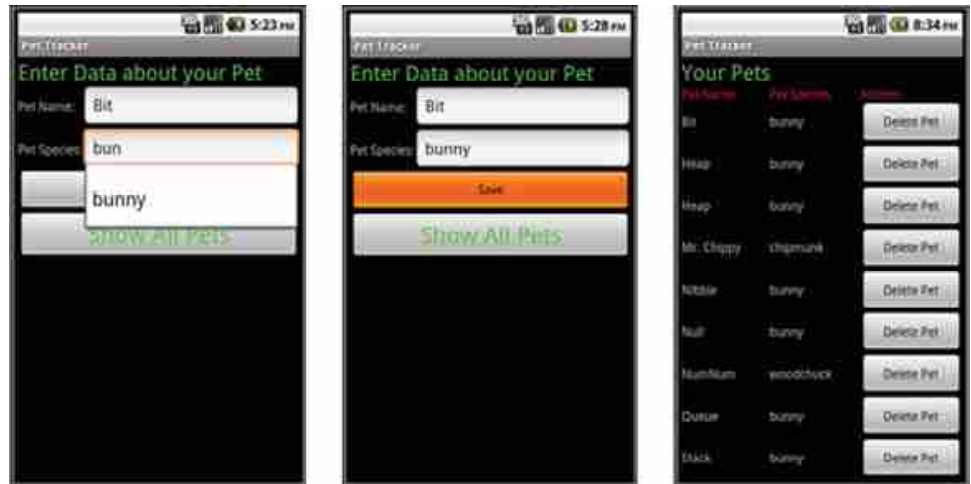 5:23 PM
Pet Tracker
Enter Data about your Pet
Pet Name: Bit
Pet Species: bun
bunny
Show All Pets
5:28 PM
Pet Tracker
Enter Data about your Pet
Pet Name: Bit
Pet Species: bunny
Save
Show All Pets
8:34 PM
Pet Tracker
Your Pets
Pet Name Pet Species Actions
Bit bunny Delete Pet
Heap bunny Delete Pet
Heap bunny Delete Pet
Mr. Chippy chipmunk Delete Pet
Nibble bunny Delete Pet
Null bunny Delete Pet
NumNum woodchuck Delete Pet
Queue bunny Delete Pet
Stack bunny Delete Pet